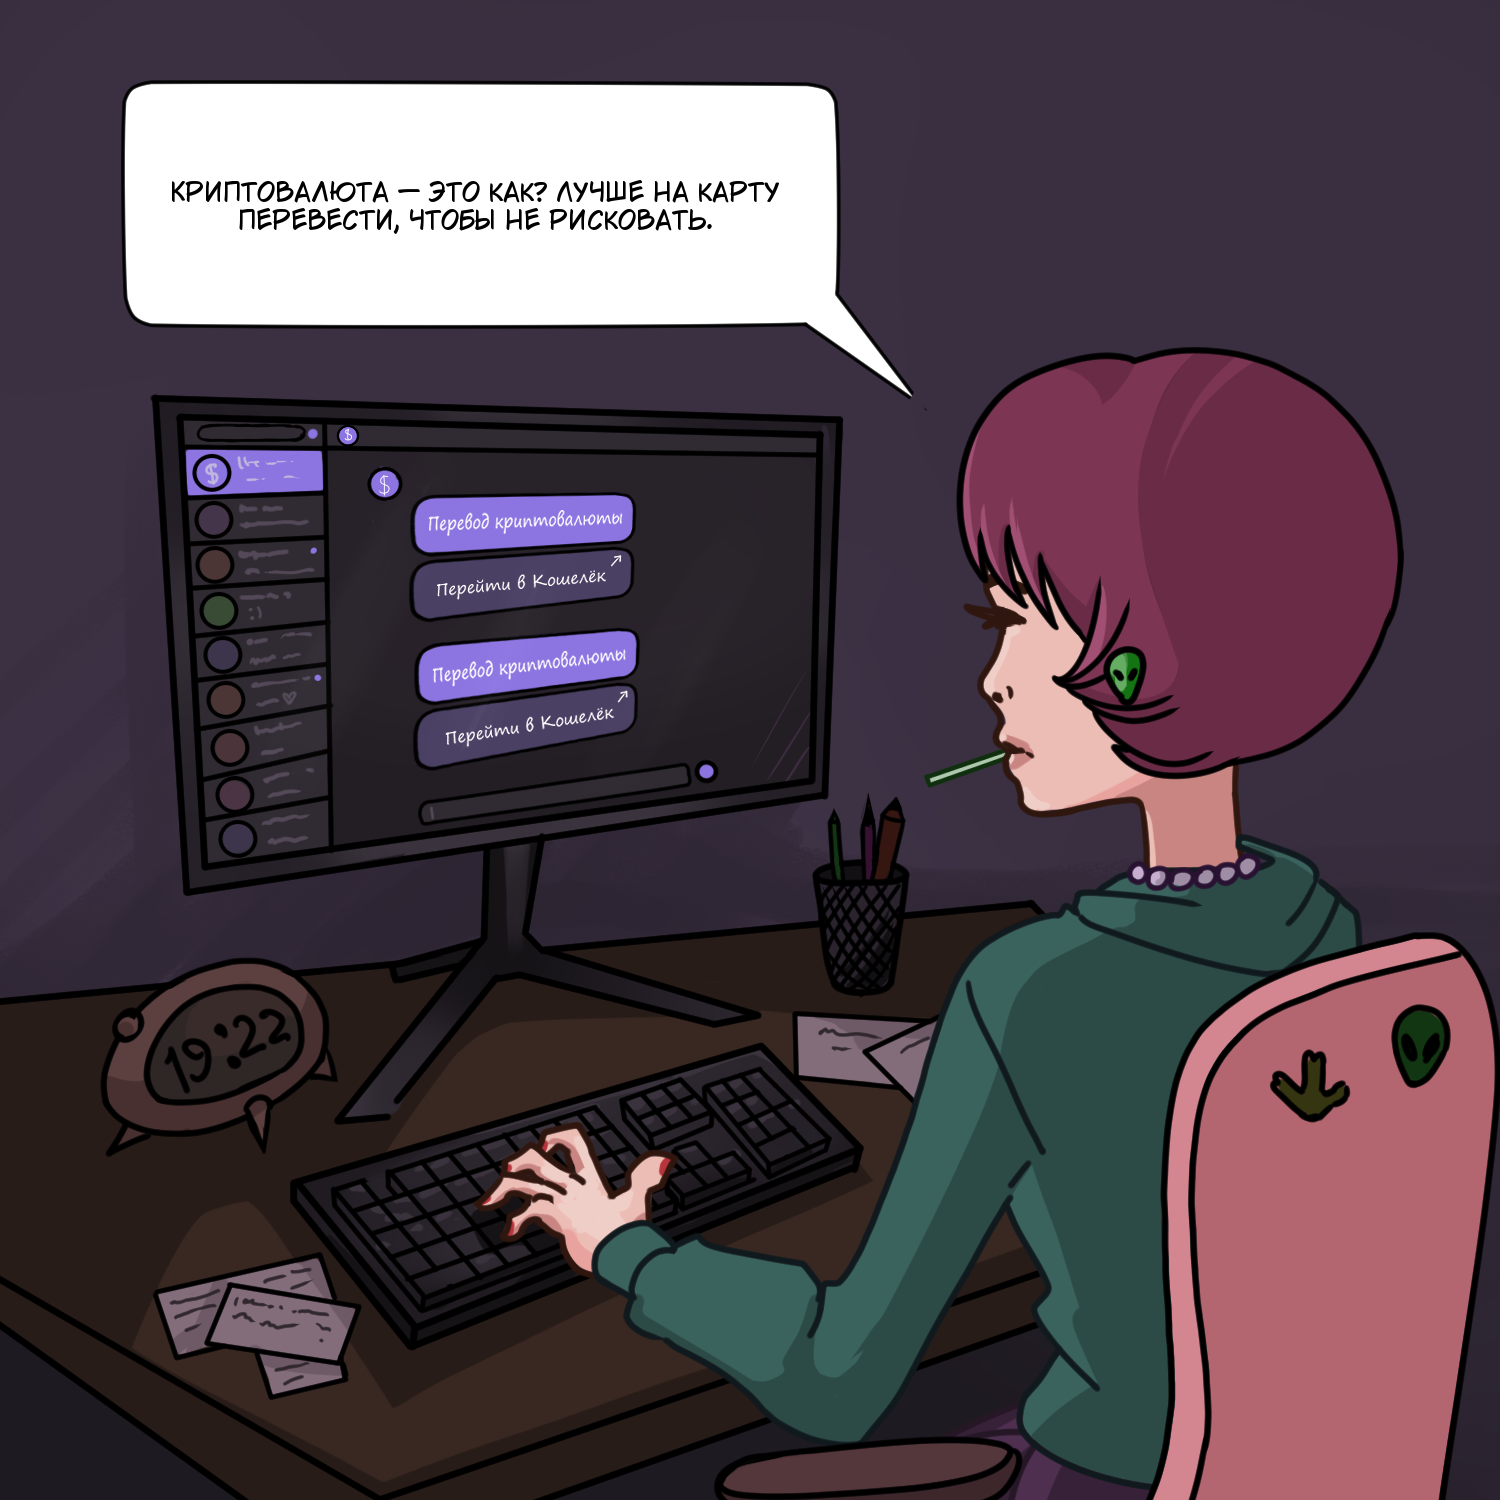 КРИПТОВАЛЮТА — ЭТО КАК? ЛУЧШЕ НА КАРТУ
ПЕРЕВЕСТИ, ЧТОБЫ НЕ РИСКОВАТЬ.
$
$
$
Перевод криптовалюты
Перейти в Кошелёк ↗
:)
Перевод криптовалюты
Перейти в Кошелёк ↗
19:22